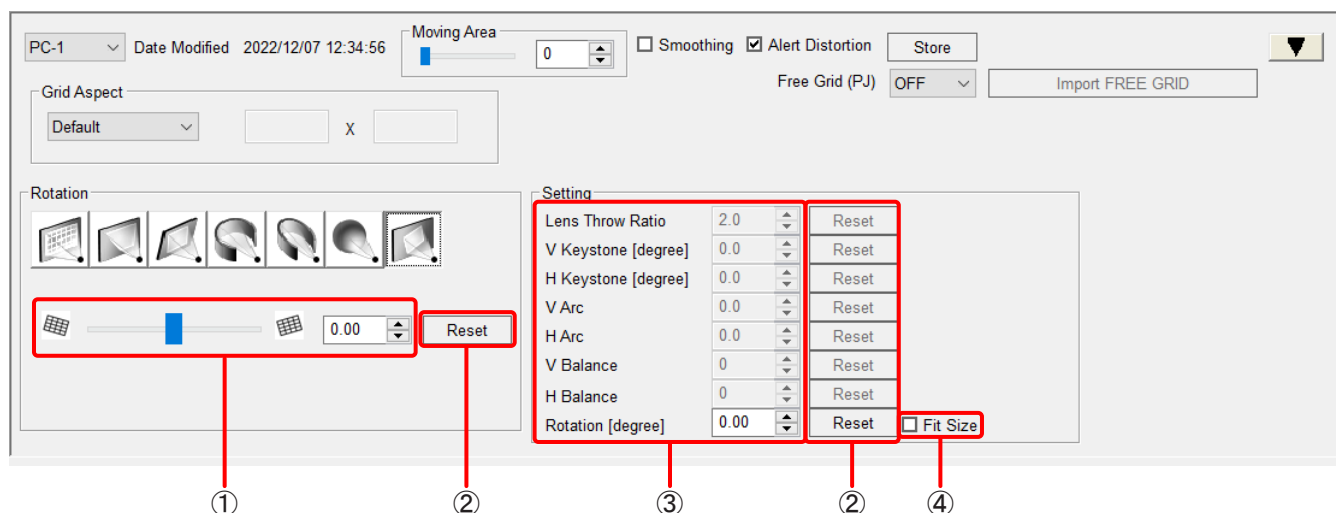 PC-1 Date Modified 2022/12/07 12:34:56 Moving Area 0 Smoothing Alert Distortion Store
Free Grid (PJ) OFF Import FREE GRID
Grid Aspect
Default X
Rotation
0.00 Reset
Setting
Lens Throw Ratio 2.0 Reset
V Keystone [degree] 0.0 Reset
H Keystone [degree] 0.0 Reset
V Arc 0.0 Reset
H Arc 0.0 Reset
V Balance 0 Reset
H Balance 0 Reset
Rotation [degree] 0.00 Reset Fit Size
① ② ③ ② ④